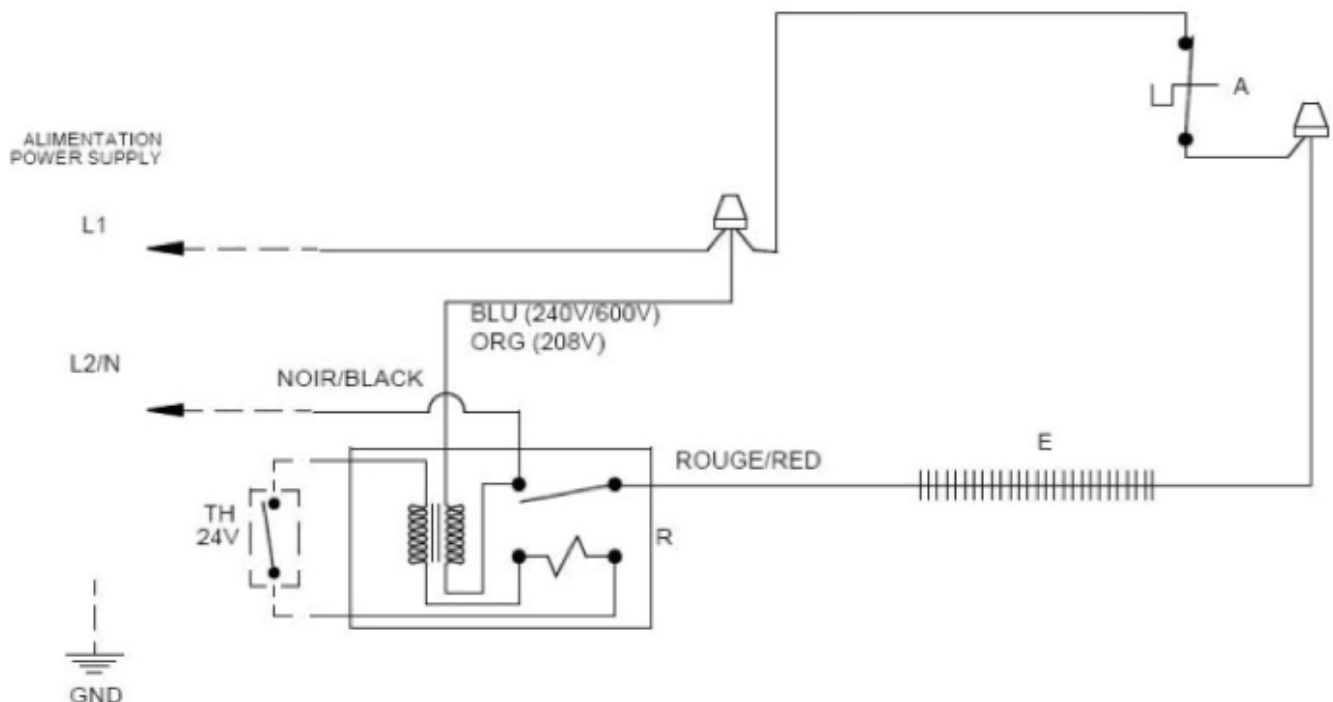 ALIMENTATION
POWER SUPPLY
A
L1
BLU (240V/600V)
ORG (208V)
L2/N
NOIR/BLACK
ROUGE/RED
E
TH
24V
R
GND